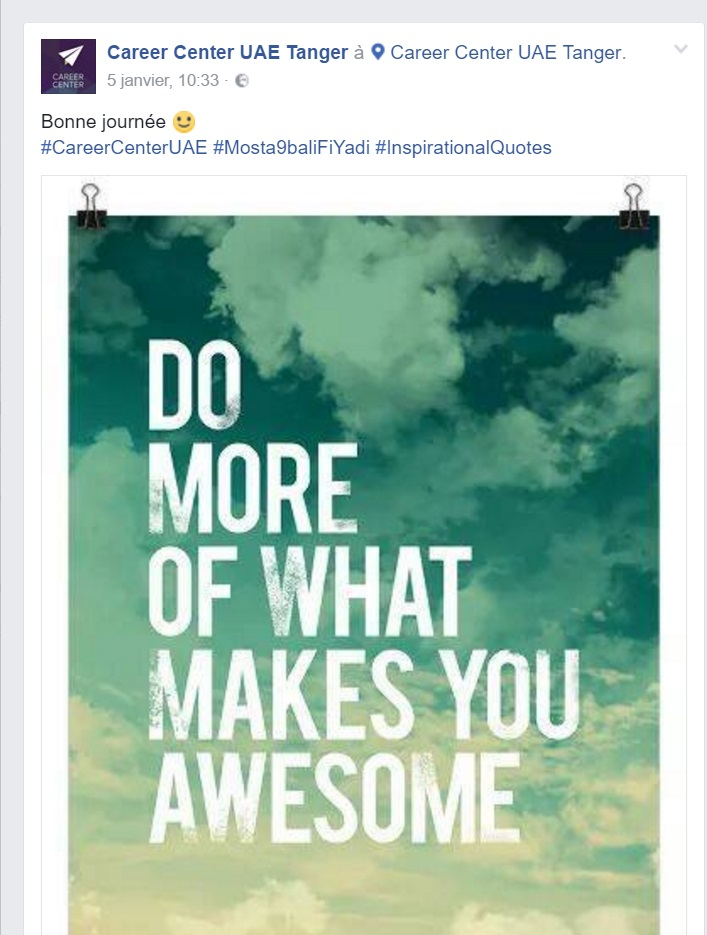 CAREER
CENTER
Career Center UAE Tanger à Career Center UAE Tanger.
5 janvier, 10:33 ·
Bonne journée 🙂
#CareerCenterUAE #Mosta9baliFiYadi #InspirationalQuotes
DO
MORE
OF WHAT
MAKES YOU
AWESOME